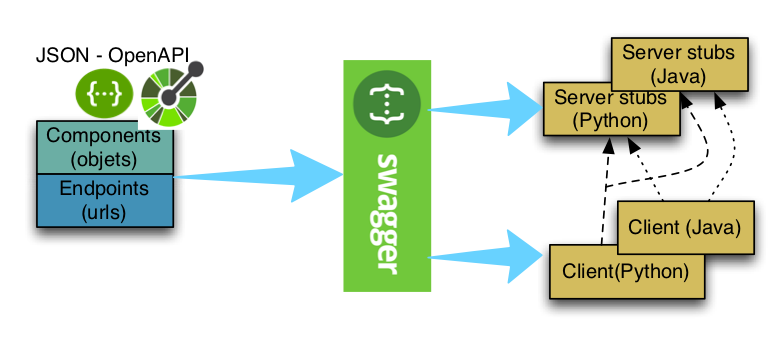 JSON - OpenAPI
{···}
Components
(objets)
Endpoints
(urls)
{···}
swagger
Server stubs
(Java)
Server stubs
(Python)
Client (Java)
Client(Python)